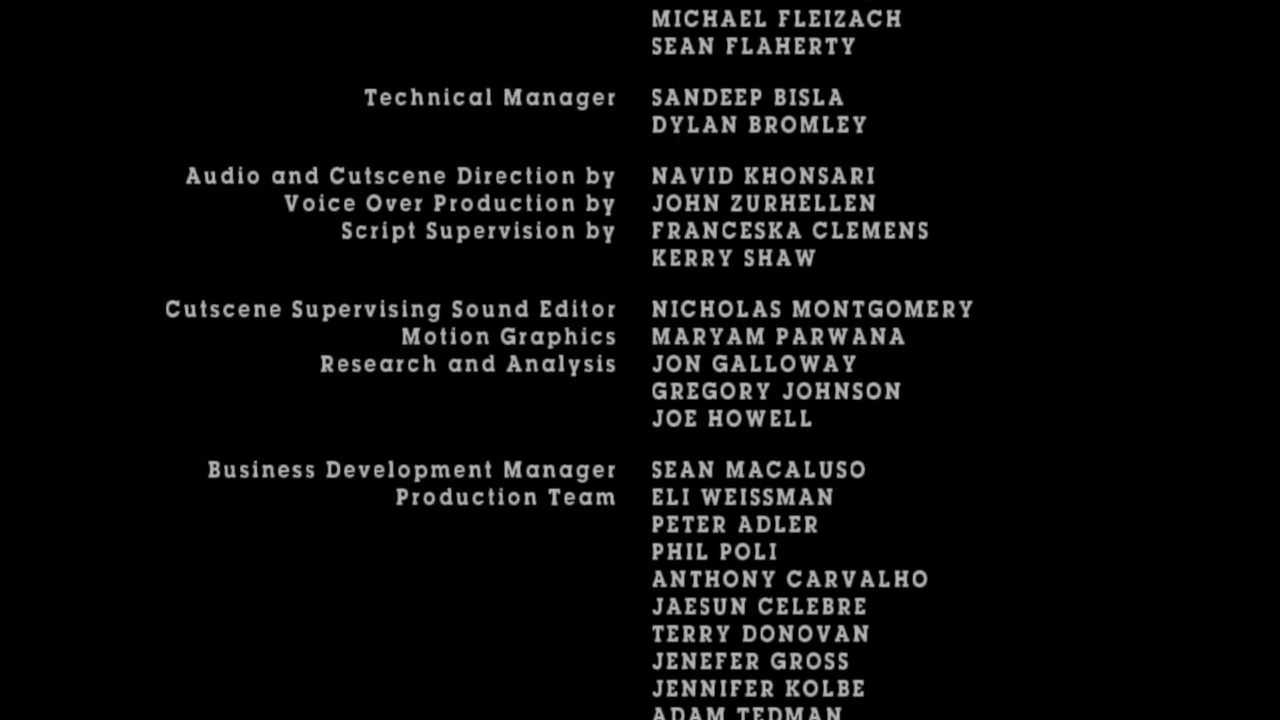 MICHAEL FLEIZACH
SEAN FLAHERTY
Technical Manager SANDEEP BISLA
DYLAN BROMLEY
Audio and Cutscene Direction by NAVID KHONSARI
Voice Over Production by JOHN ZURHELLEN
Script Supervision by FRANCESKA CLEMENS
KERRY SHAW
Cutscene Supervising Sound Editor NICHOLAS MONTGOMERY
Motion Graphics MARYAM PARWANA
Research and Analysis JON GALLOWAY
GREGORY JOHNSON
JOE HOWELL
Business Development Manager SEAN MACALUSO
Production Team ELI WEISSMAN
PETER ADLER
PHIL POLI
ANTHONY CARVALHO
JAESUN CELEBRE
TERRY DONOVAN
JENEFER GROSS
JENNIFER KOLBE
ADAM TEDMAN